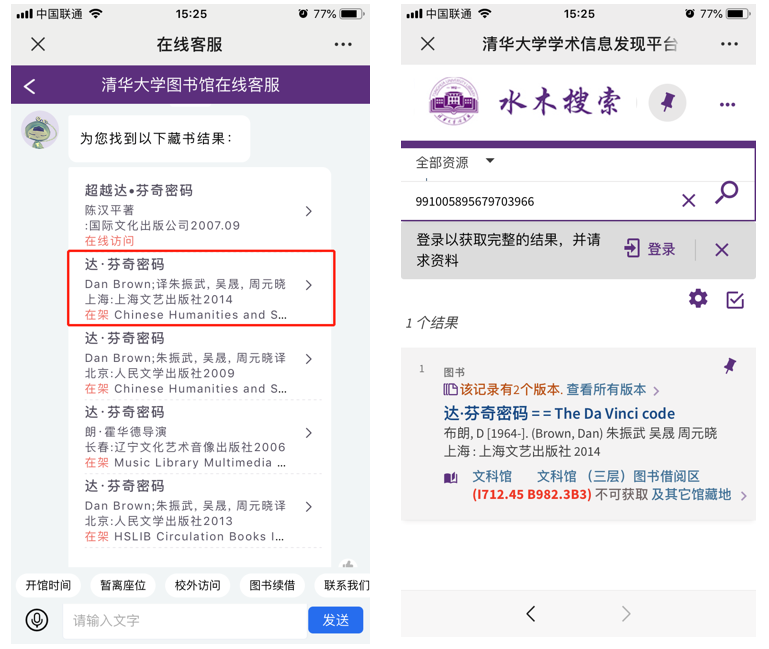 中国联通
15:25
77%
在线客服
清华大学图书馆在线客服
为您找到以下藏书结果：
超越达•芬奇密码
陈汉平著
:国际文化出版公司2007.09
在线访问
达·芬奇密码
Dan Brown;译朱振武, 吴晟, 周元晓
上海:上海文艺出版社2014
在架 Chinese Humanities and S...
达·芬奇密码
Dan Brown;朱振武, 吴晟, 周元晓译
北京:人民文学出版社2009
在架 Chinese Humanities and S...
达·芬奇密码
朗·霍华德导演
长春:辽宁文化艺术音像出版社2006
在架 Music Library Multimedia ...
达·芬奇密码
Dan Brown;朱振武, 吴晟, 周元晓译
北京:人民文学出版社2013
在架 HSLIB Circulation Books I...
开馆时间 暂离座位 校外访问 图书续借 联系我们
请输入文字
发送
中国联通
15:25
77%
清华大学学术信息发现平台
水木搜索
全部资源
991005895679703966
登录以获取完整的结果，并请
求资料
登录
1 个结果
1
图书
该记录有2个版本. 查看所有版本
达·芬奇密码 = = The Da Vinci code
布朗, D [1964-]. (Brown, Dan) 朱振武 吴晟 周元晓
上海 : 上海文艺出版社 2014
文科馆 文科馆 （三层）图书借阅区
(I712.45 B982.3B3) 不可获取 及其它馆藏地